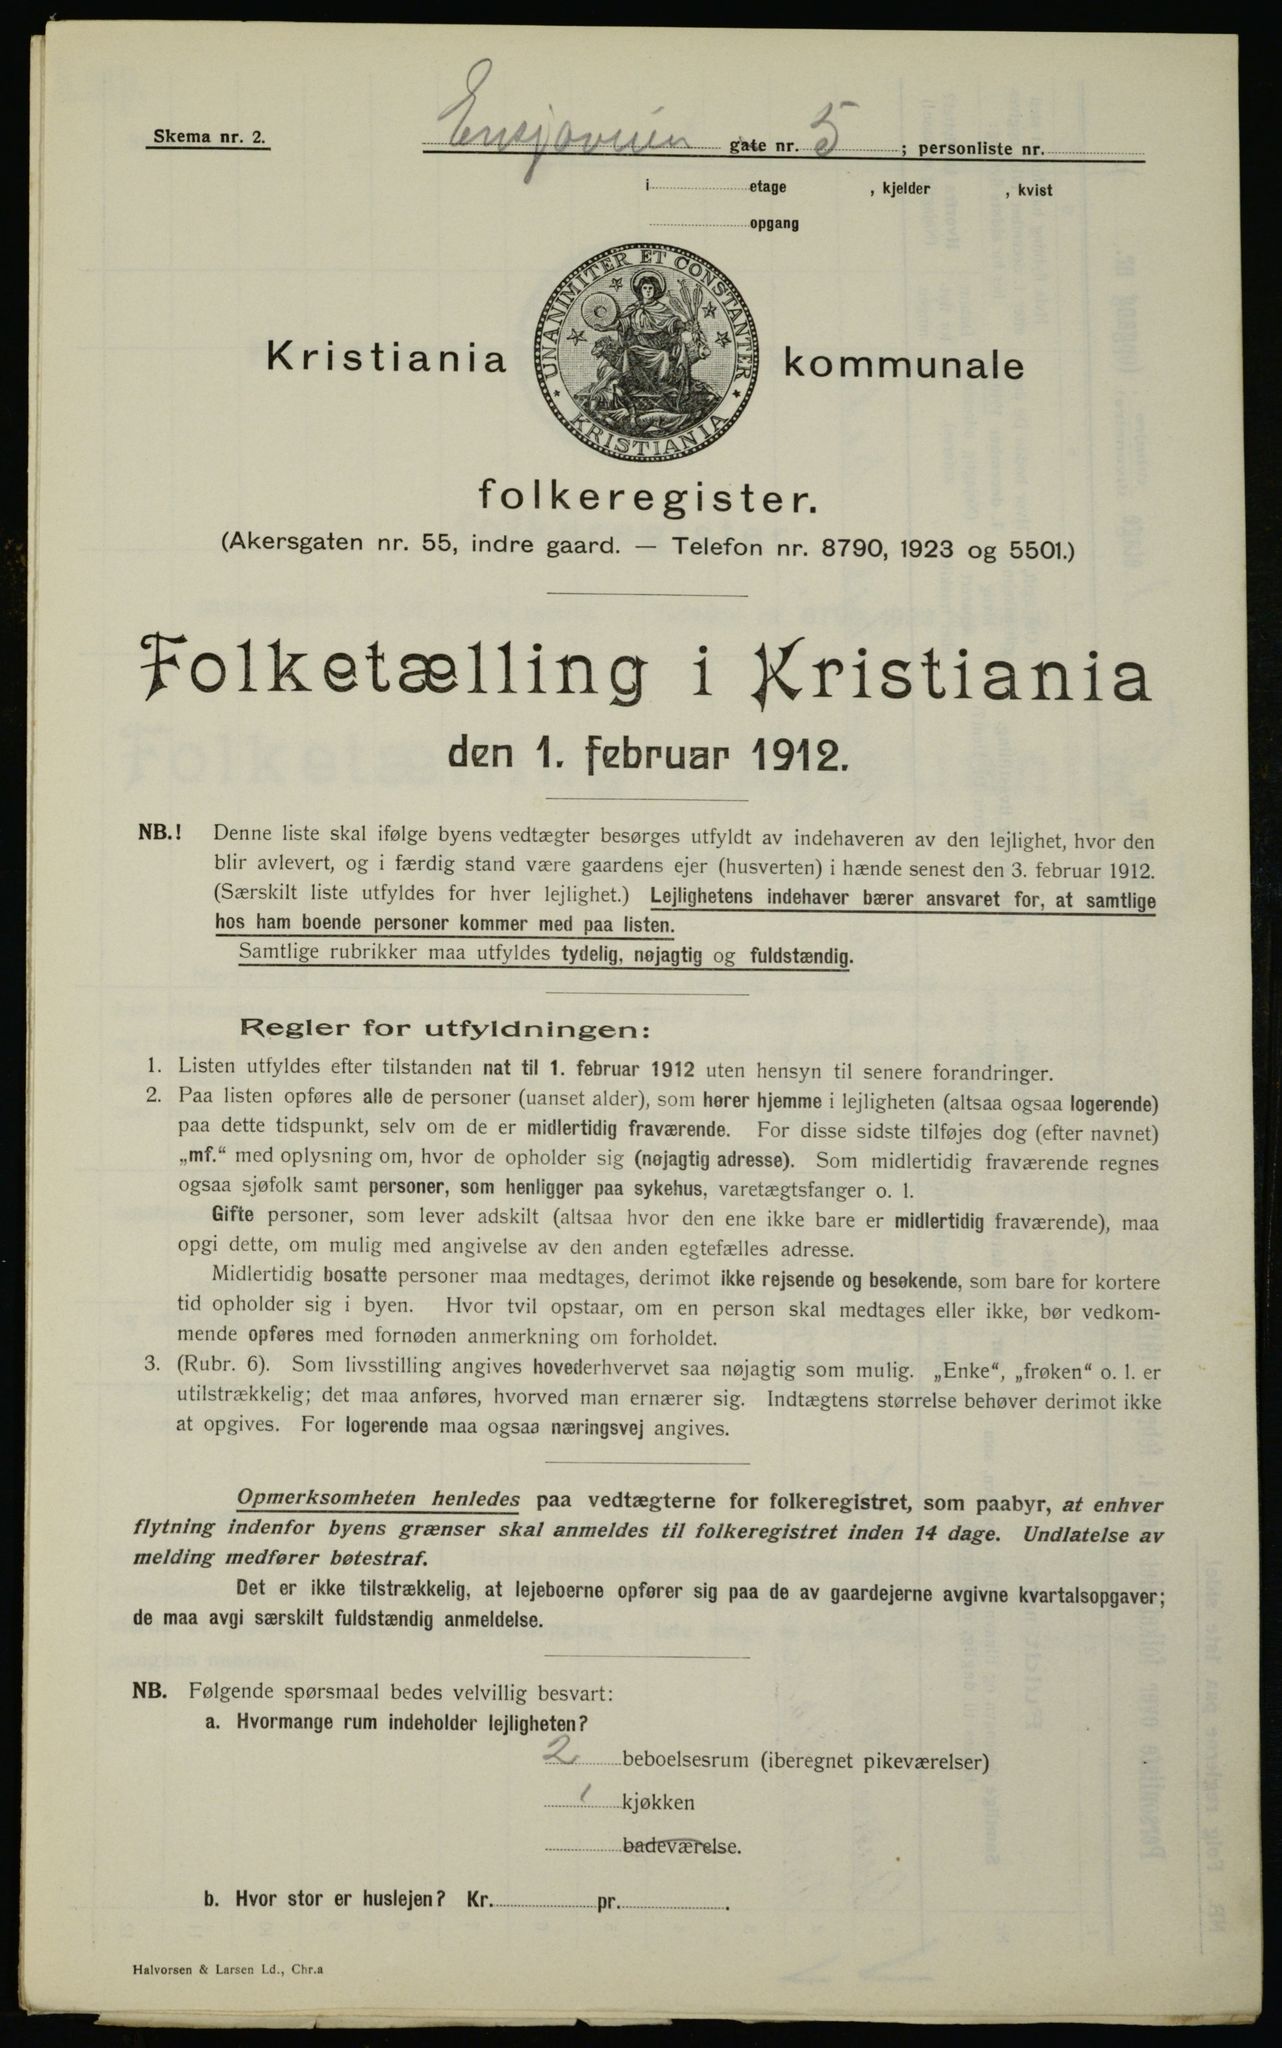 Skema nr. 2.
Ensjøveien gate nr. 5 ; personliste nr.
i etage , kjelder , kvist
opgang
UNANIMITER ET CONSTANTER
KRISTIANIA
Kristiania kommunale
folkeregister.
(Akersgaten nr. 55, indre gaard. — Telefon nr. 8790, 1923 og 5501.)
Folketælling i Kristiania
den 1. februar 1912.
NB.! Denne liste skal ifølge byens vedtægter besørges utfyldt av indehaveren av den lejlighet, hvor den
blir avlevert, og i færdig stand være gaardens ejer (husverten) i hænde senest den 3. februar 1912.
(Særskilt liste utfyldes for hver lejlighet.) Lejlighetens indehaver bærer ansvaret for, at samtlige
hos ham boende personer kommer med paa listen.
Samtlige rubrikker maa utfyldes tydelig, nøjagtig og fuldstændig.
Regler for utfyldningen:
1. Listen utfyldes efter tilstanden nat til 1. februar 1912 uten hensyn til senere forandringer.
2. Paa listen opføres alle de personer (uanset alder), som hører hjemme i lejligheten (altsaa ogsaa logerende)
paa dette tidspunkt, selv om de er midlertidig fraværende. For disse sidste tilføjes dog (efter navnet)
„mf.“ med oplysning om, hvor de opholder sig (nøjagtig adresse). Som midlertidig fraværende regnes
ogsaa sjøfolk samt personer, som henligger paa sykehus, varetægtsfanger o. l.
Gifte personer, som lever adskilt (altsaa hvor den ene ikke bare er midlertidig fraværende), maa
opgi dette, om mulig med angivelse av den anden egtefælles adresse.
Midlertidig bosatte personer maa medtages, derimot ikke rejsende og besøkende, som bare for kortere
tid opholder sig i byen. Hvor tvil opstaar, om en person skal medtages eller ikke, bør vedkom-
mende opføres med fornøden anmerkning om forholdet.
3. (Rubr. 6). Som livsstilling angives hovederhvervet saa nøjagtig som mulig. „Enke“, „frøken“ o. l. er
utilstrækkelig; det maa anføres, hvorved man ernærer sig. Indtægtens størrelse behøver derimot ikke
at opgives. For logerende maa ogsaa næringsvej angives.
Opmerksomheten henledes paa vedtægterne for folkeregistret, som paabyr, at enhver
flytning indenfor byens grænser skal anmeldes til folkeregistret inden 14 dage. Undlatelse av
melding medfører bøtestraf.
Det er ikke tilstrækkelig, at lejeboerne opfører sig paa de av gaardejerne avgivne kvartalsopgaver;
de maa avgi særskilt fuldstændig anmeldelse.
NB. Følgende spørsmaal bedes velvillig besvart:
a. Hvormange rum indeholder lejligheten?
2 beboelsesrum (iberegnet pikeværelser)
1 kjøkken
badeværelse.
b. Hvor stor er huslejen? Kr. pr. .
Halvorsen & Larsen Ld., Chr.a